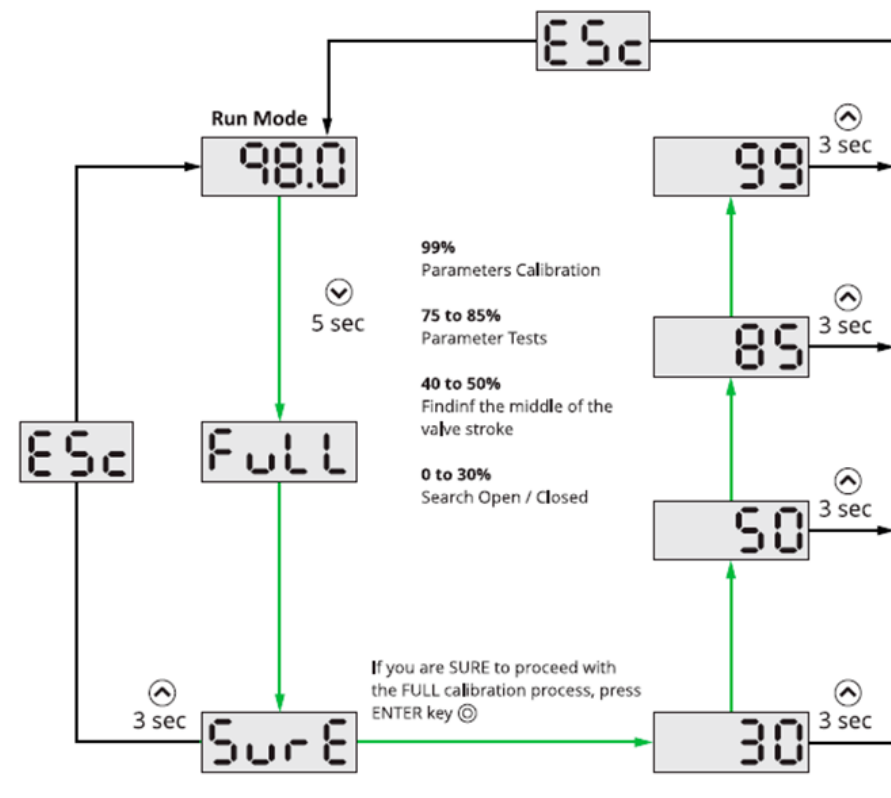 ESc
Run Mode
98.0
99
3 sec
99%
Parameters Calibration
5 sec
75 to 85%
Parameter Tests
85
3 sec
40 to 50%
Findinf the middle of the
valve stroke
ESc
FuLL
0 to 30%
Search Open / Closed
50
3 sec
If you are SURE to proceed with
the FULL calibration process, press
ENTER key
3 sec
SurE
30
3 sec